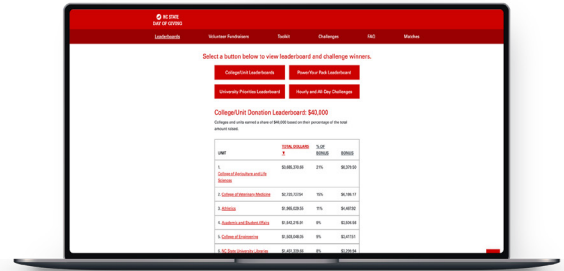 NC STATE
DAY OF GIVING
Leaderboards Volunteer Fundraisers Toolkit Challenges FAQ Matches
Select a button below to view leaderboard and challenge winners.
College/Unit Leaderboards Power Your Pack Leaderboard
University Priorities Leaderboard Hourly and All-Day Challenges
College/Unit Donation Leaderboard: $40,000
Colleges and units earned a share of $40,000 based on their percentage of the total
amount raised.
UNIT TOTAL DOLLARS ▼ % OF BONUS BONUS
1.
College of Agriculture and Life
Sciences 21%
2. College of Veterinary Medicine
3. Athletics 11%
4. Academic and Student Affairs
5. College of Engineering
6. NC State University Libraries